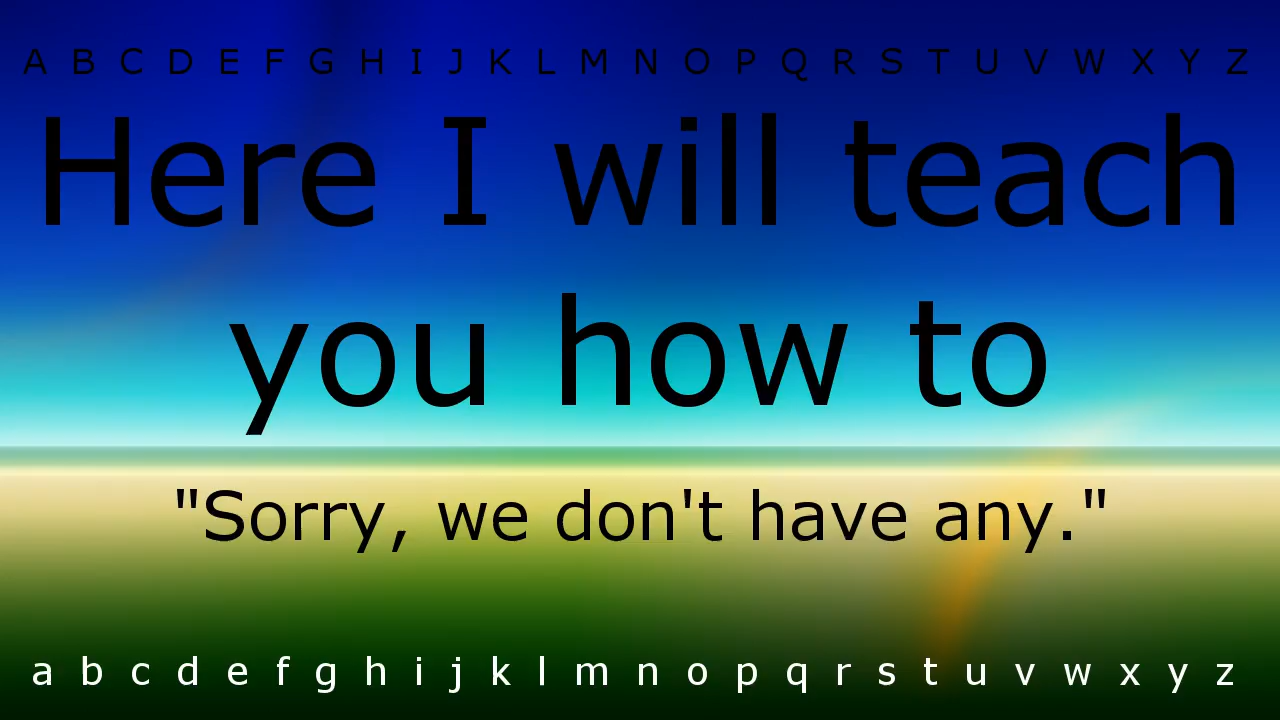 A B C D E F G H I J K L M N O P Q R S T U V W X Y Z
Here I will teach
you how to
"Sorry, we don't have any."
a b c d e f g h i j k l m n o p q r s t u v w x y z